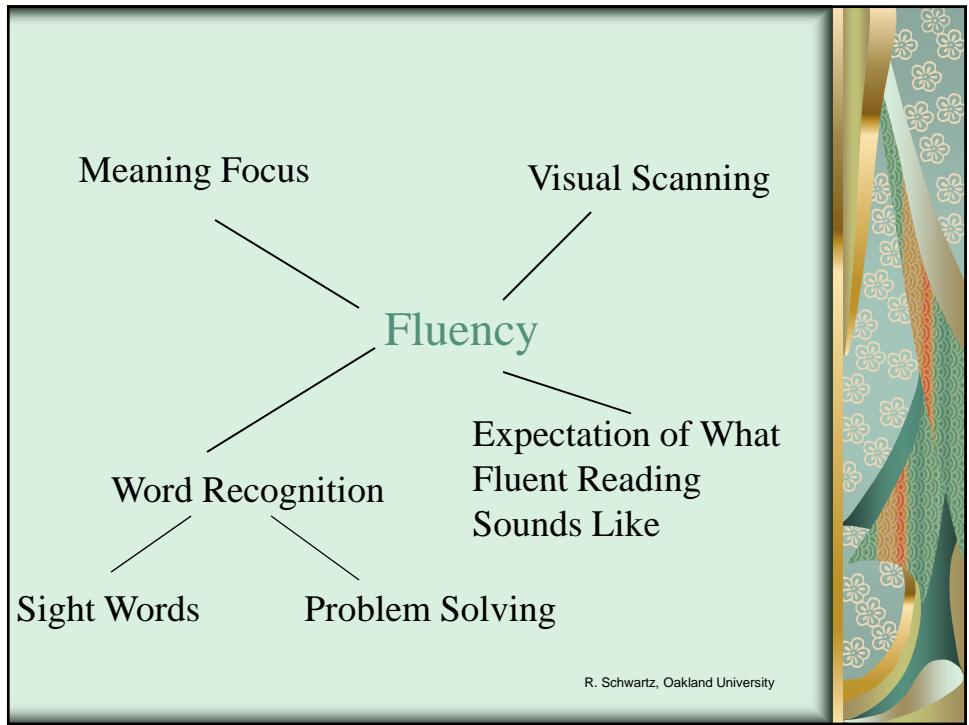 Meaning Focus
Visual Scanning
Fluency
Expectation of What
Fluent Reading
Sounds Like
Word Recognition
Sight Words
Problem Solving
R. Schwartz, Oakland University